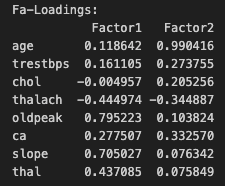 Fa-Loadings:
Factor1 Factor2
age 0.118642 0.990416
trestbps 0.161105 0.273755
chol -0.004957 0.205256
thalach -0.444974 -0.344887
oldpeak 0.795223 0.103824
ca 0.277507 0.332570
slope 0.705027 0.076342
thal 0.437085 0.075849